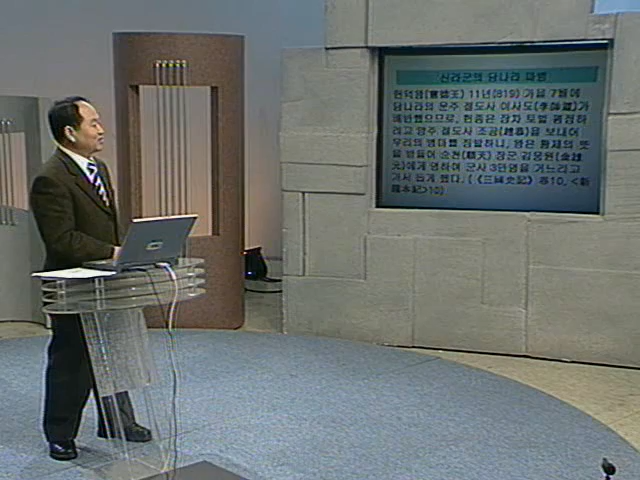 신라군의 당나라 파병
헌덕왕(憲德王) 11년(819) 가을 7월에
당나라의 운주 절도사 이사도(李師道)가
배반했으므로, 헌종은 장차 토벌 평정하
려고 양주 절도사 조공(趙恭)을 보내어
우리의 병마를 징발하니, 왕은 황제의 뜻
을 받들어 순천(順天) 장군 김웅원(金雄
元)에게 명하여 군사 3만명을 거느리고
가서 돕게 했다. (《三國史記》卷10, <新
羅本紀>10)